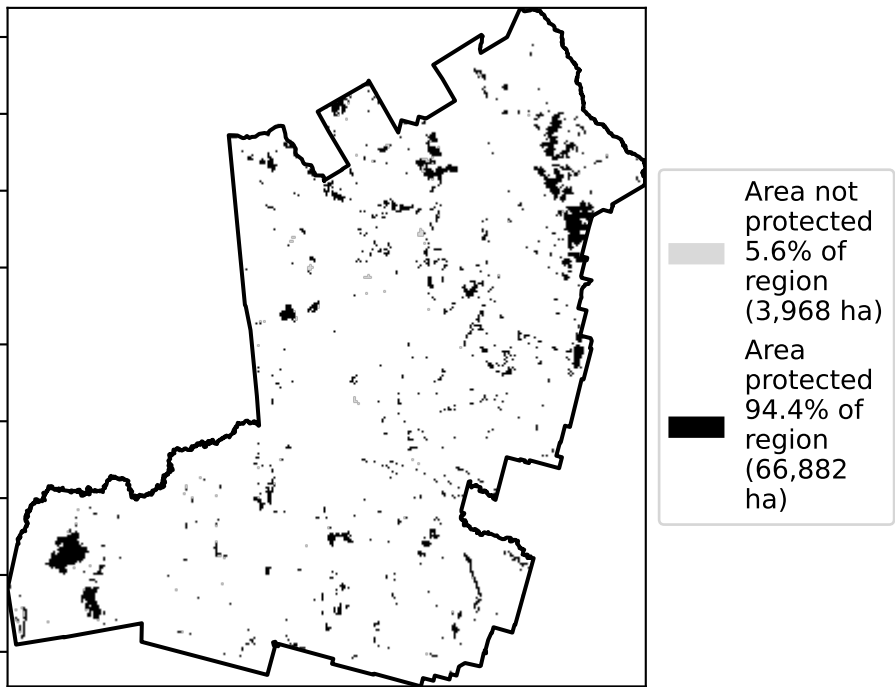 Area not
protected
5.6% of
region
(3,968 ha)
Area
protected
94.4% of
region
(66,882
ha)